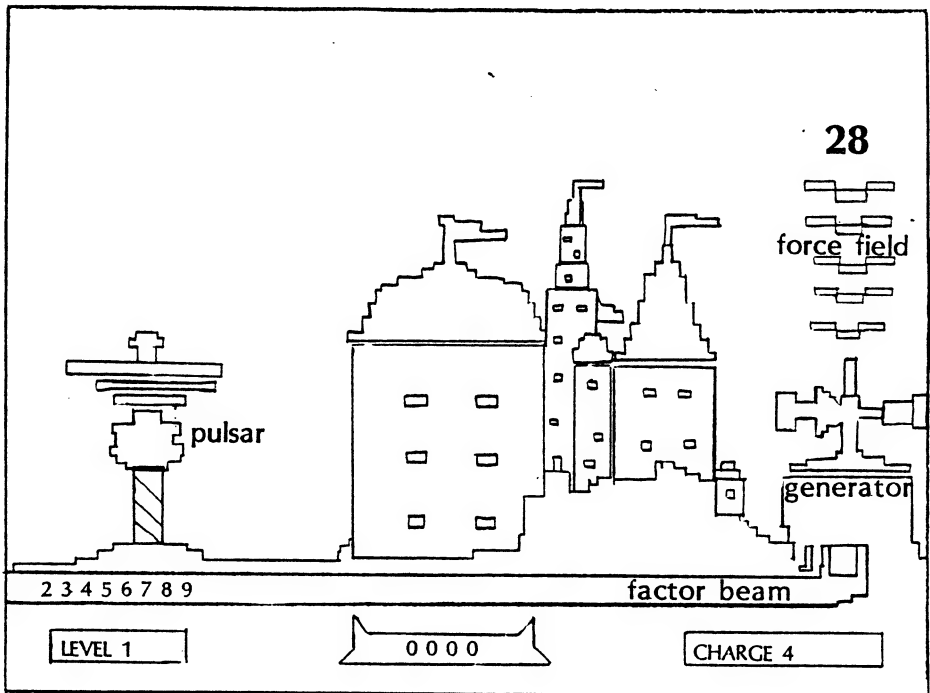 28
force field
pulsar
generator
2 3 4 5 6 7 8 9
factor beam
LEVEL 1
0 0 0 0
CHARGE 4